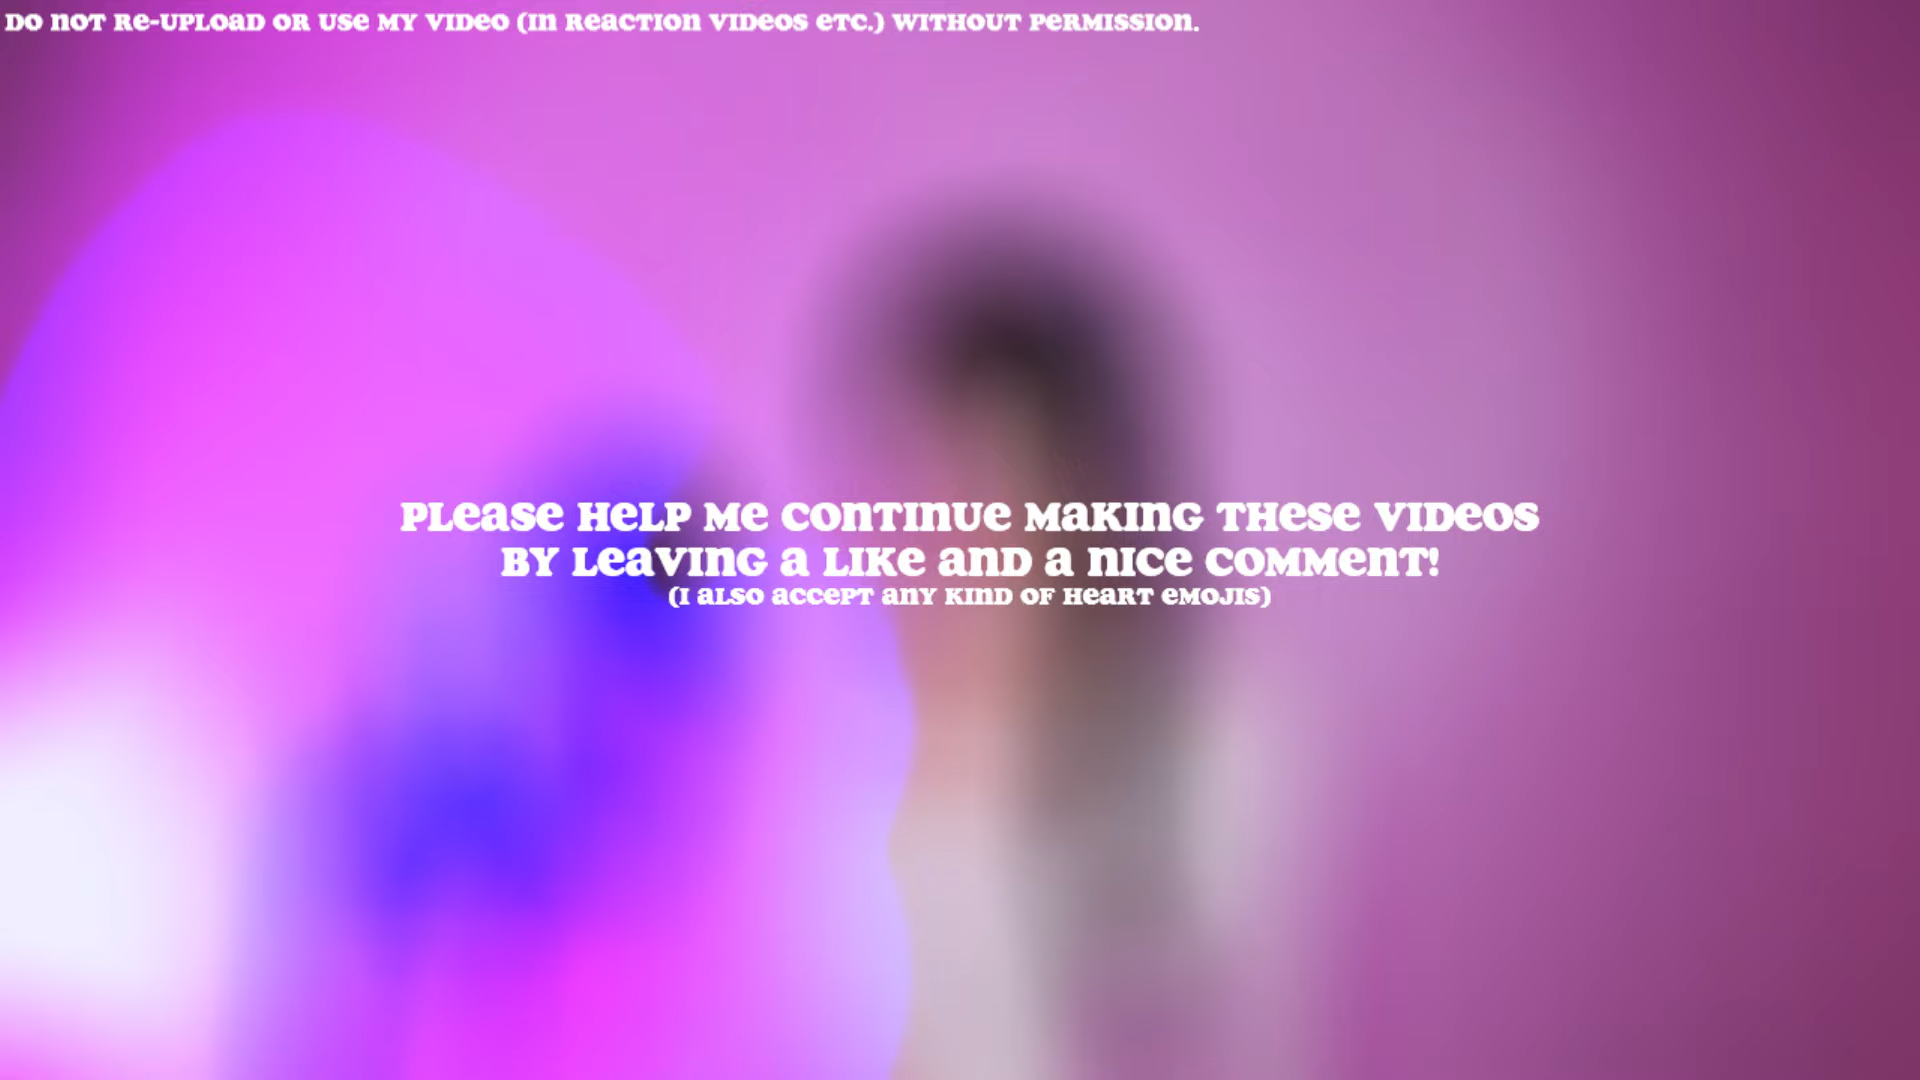 DO NOT RE-UPLOAD OR USE MY VIDEO (IN REACTION VIDEOS ETC.) WITHOUT PERMISSION.
PLEASE HELP ME CONTINUE MAKING THESE VIDEOS
BY LEAVING A LIKE AND A NICE COMMENT!
(I ALSO ACCEPT ANY KIND OF HEART EMOJIS)